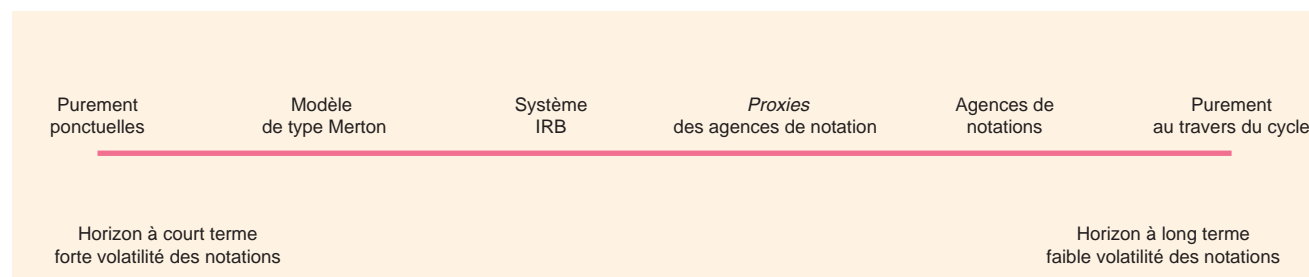 Purement
ponctuelles
Modèle
de type Merton
Système
IRB
Proxies
des agences de notation
Agences de
notations
Purement
au travers du cycle
Horizon à court terme
forte volatilité des notations
Horizon à long terme
faible volatilité des notations